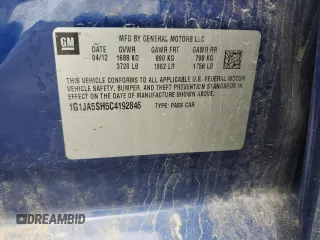 GM
MFD BY GENERAL MOTORS LLC
DATE GVWR GAWR FRT GAWR RR
04/12 1688 KG 890 KG 798 KG
3720 LB 1962 LB 1758 LB
THIS VEHICLE CONFORMS TO ALL APPLICABLE U.S. FEDERAL MOTOR
VEHICLE SAFETY, BUMPER, AND THEFT PREVENTION STANDARDS IN
EFFECT ON THE DATE OF MANUFACTURE SHOWN ABOVE.
1G1JA5SH5C4192846 TYPE: PASS CAR
DREAMBID